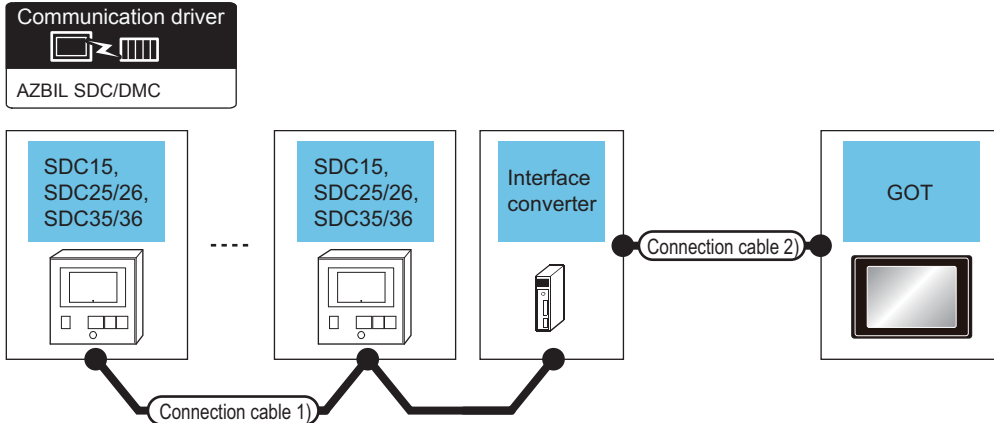 Communication driver
AZBIL SDC/DMC
SDC15,
SDC25/26,
SDC35/36
SDC15,
SDC25/26,
SDC35/36
Interface
converter
GOT
Connection cable 2)
Connection cable 1)